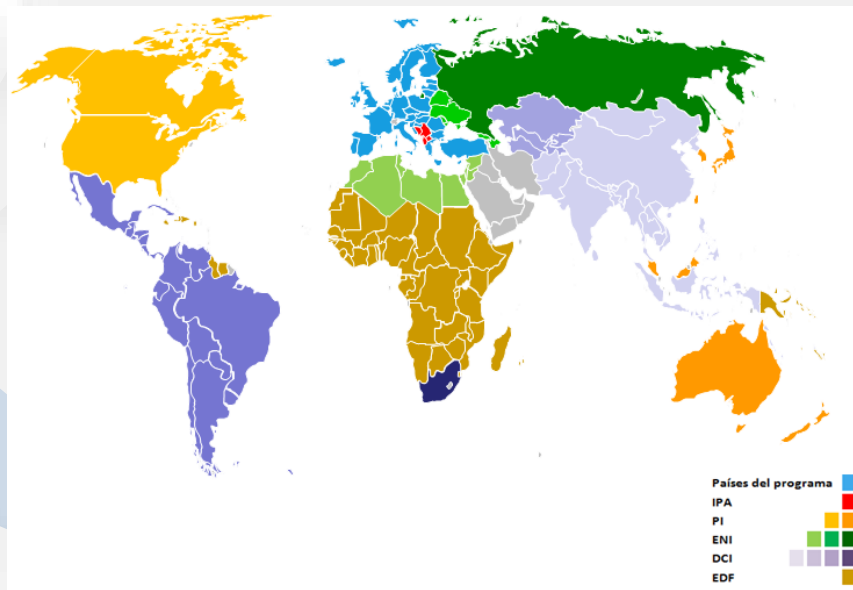 Países del programa
IPA
PI
ENI
DCI
EDF